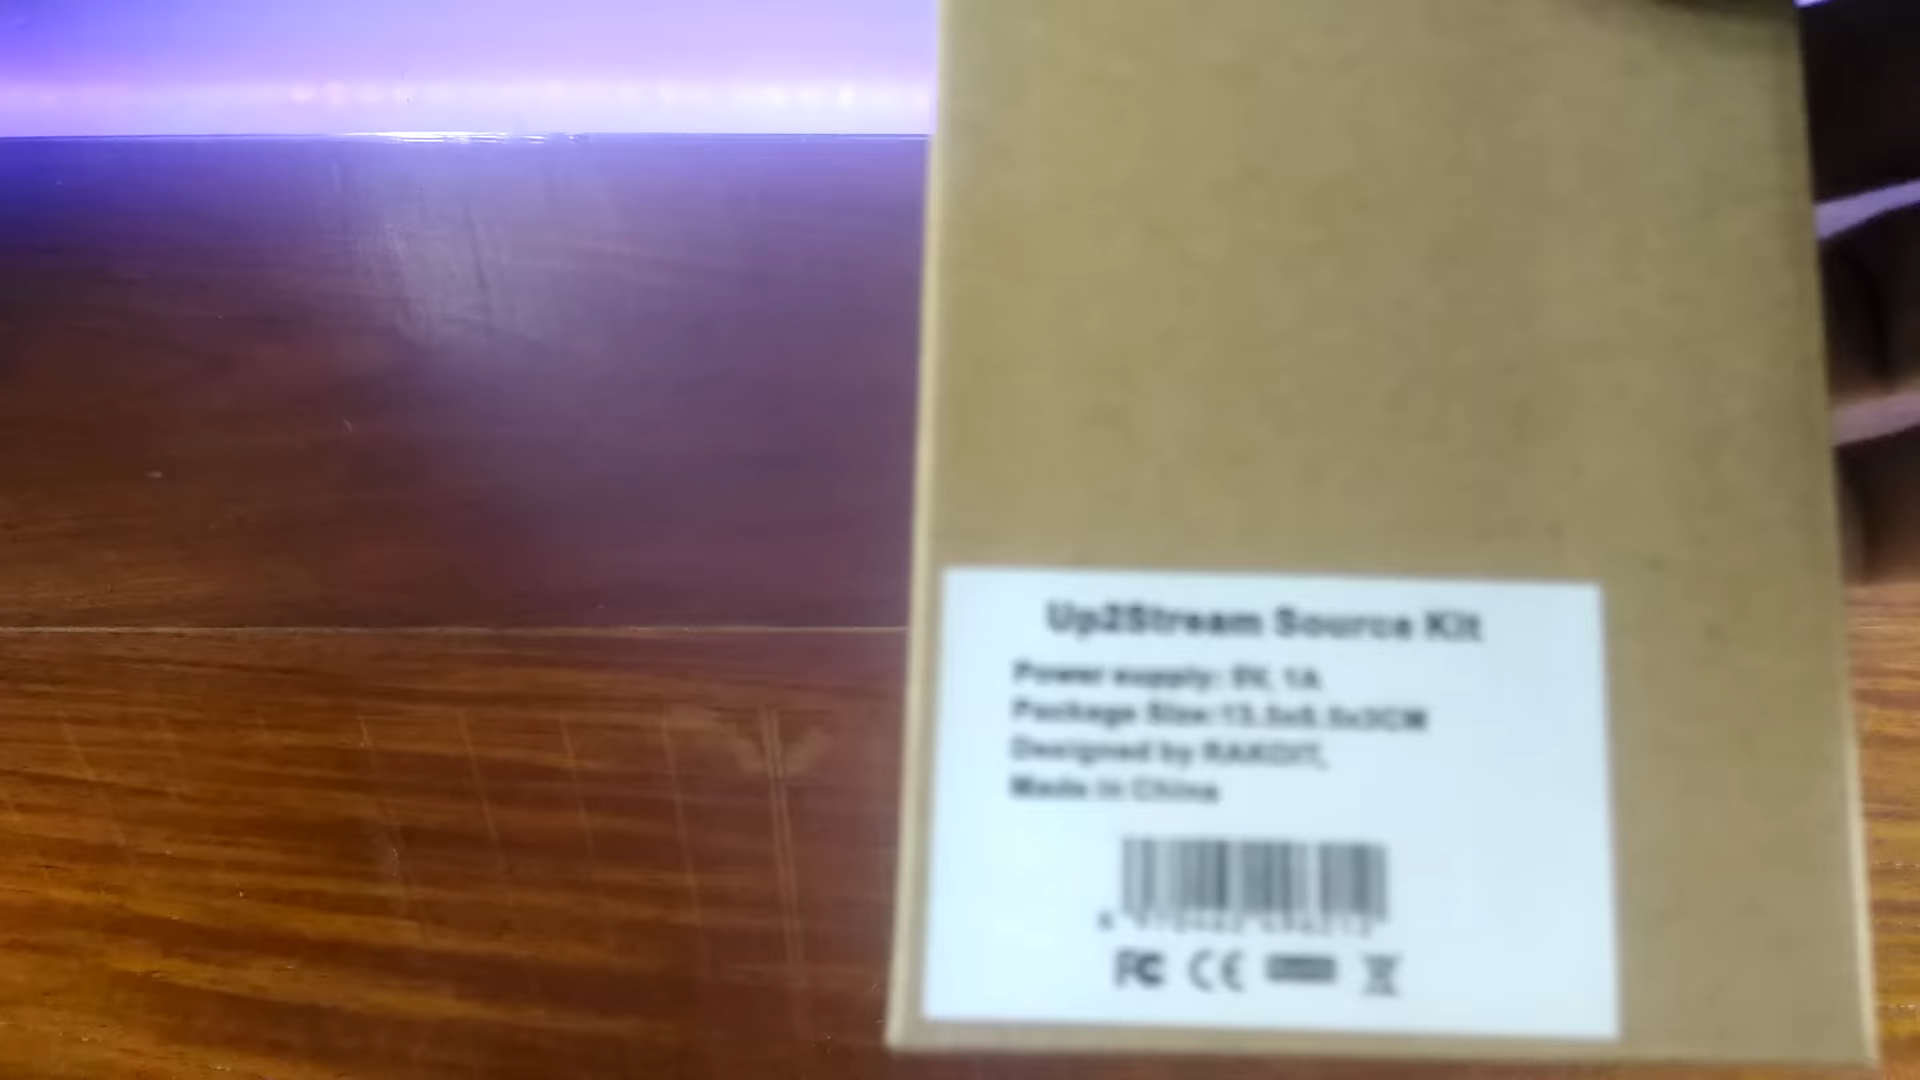 Up2Stream Source Kit
Power supply: 5V, 1A
Package Size:13.5x8.5x3CM
Designed by
Made in China
FC CE